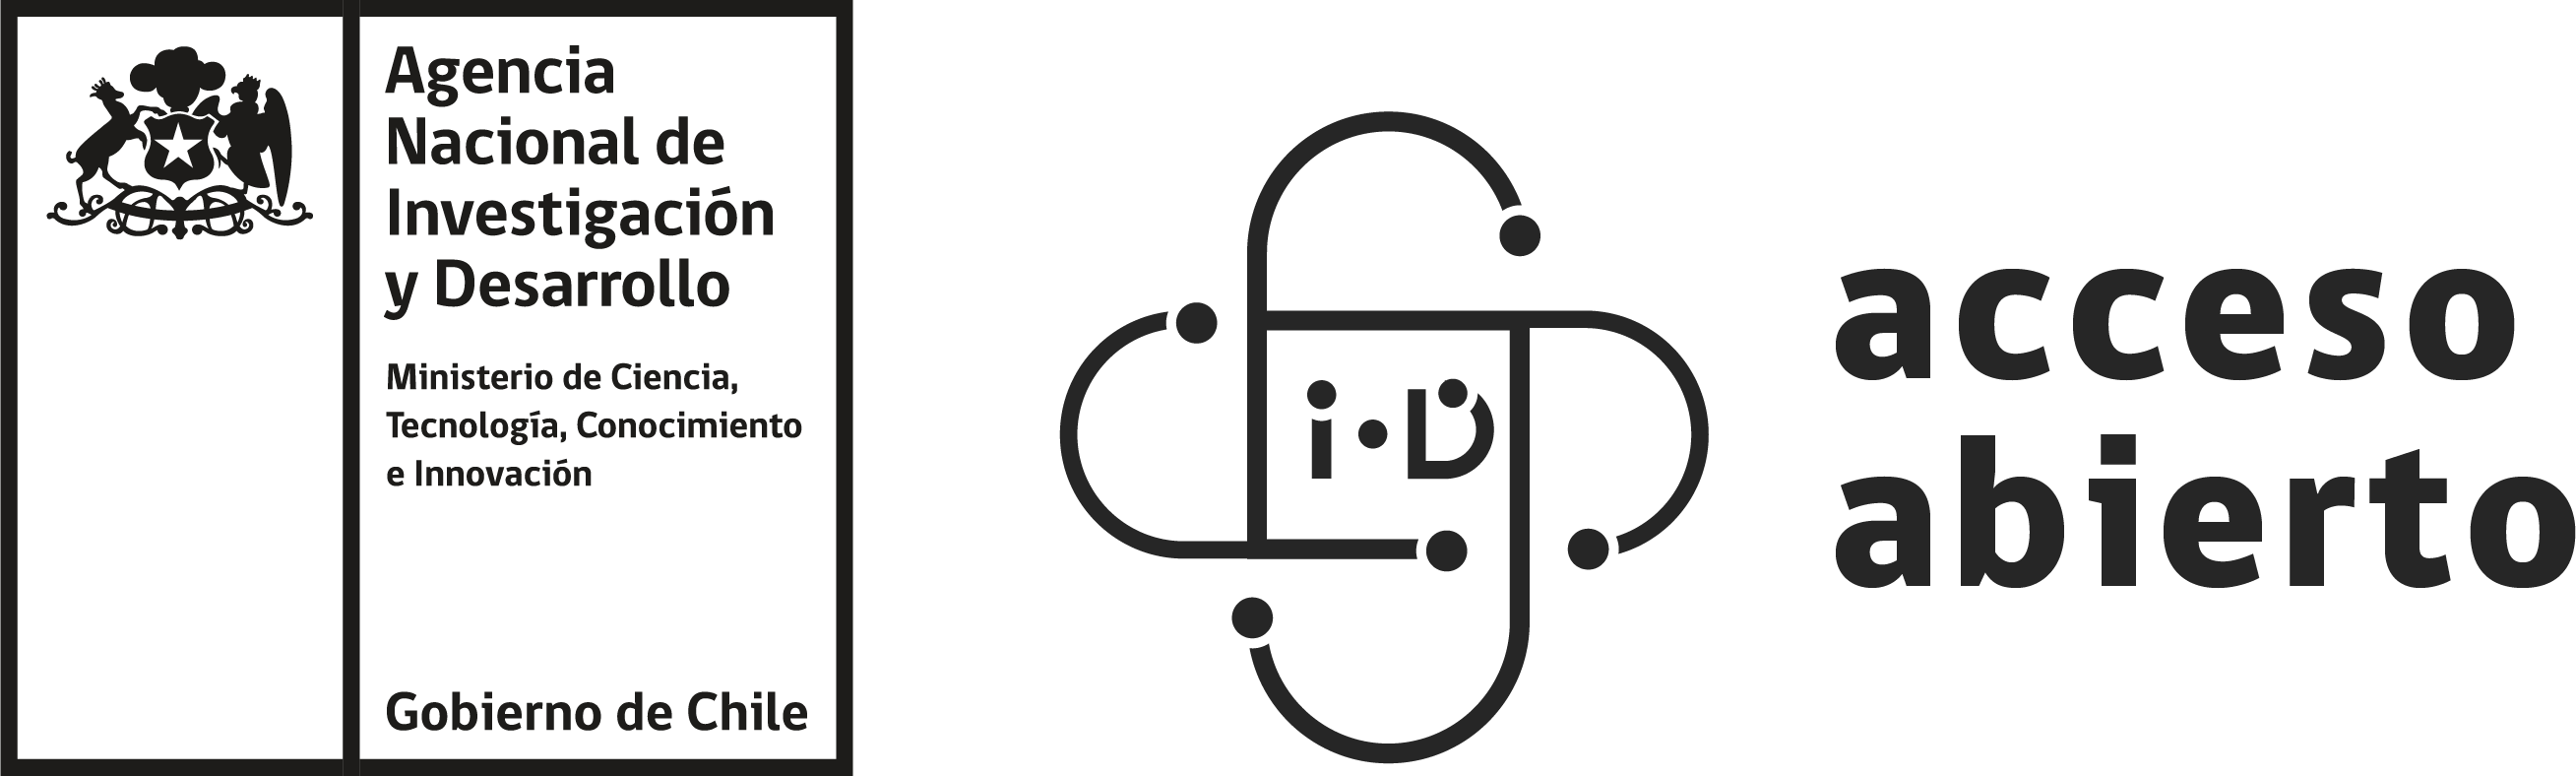 Agencia
Nacional de
Investigación
y Desarrollo
Ministerio de Ciencia,
Tecnología, Conocimiento
e Innovación
Gobierno de Chile
i·D
acceso
abierto